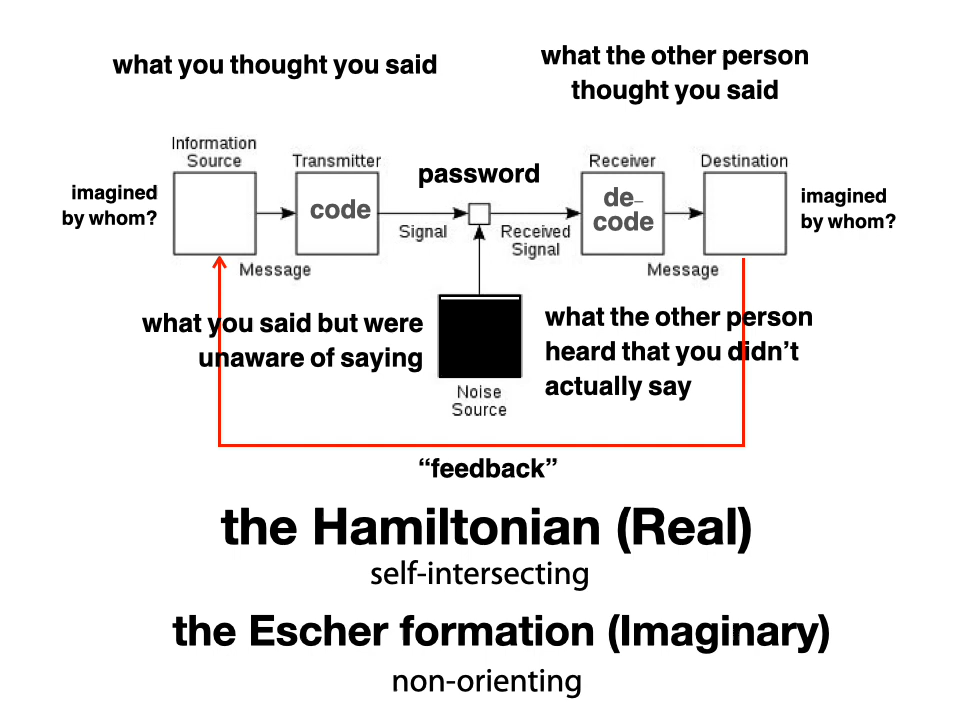 what you thought you said
what the other person
thought you said
Information
Source
Transmitter
password
Receiver
Destination
imagined
by whom?
code
de–
code
imagined
by whom?
Signal
Received
Signal
Message
Message
what you said but were
unaware of saying
what the other person
heard that you didn’t
actually say
Noise
Source
“feedback”
the Hamiltonian (Real)
self-intersecting
the Escher formation (Imaginary)
non-orienting